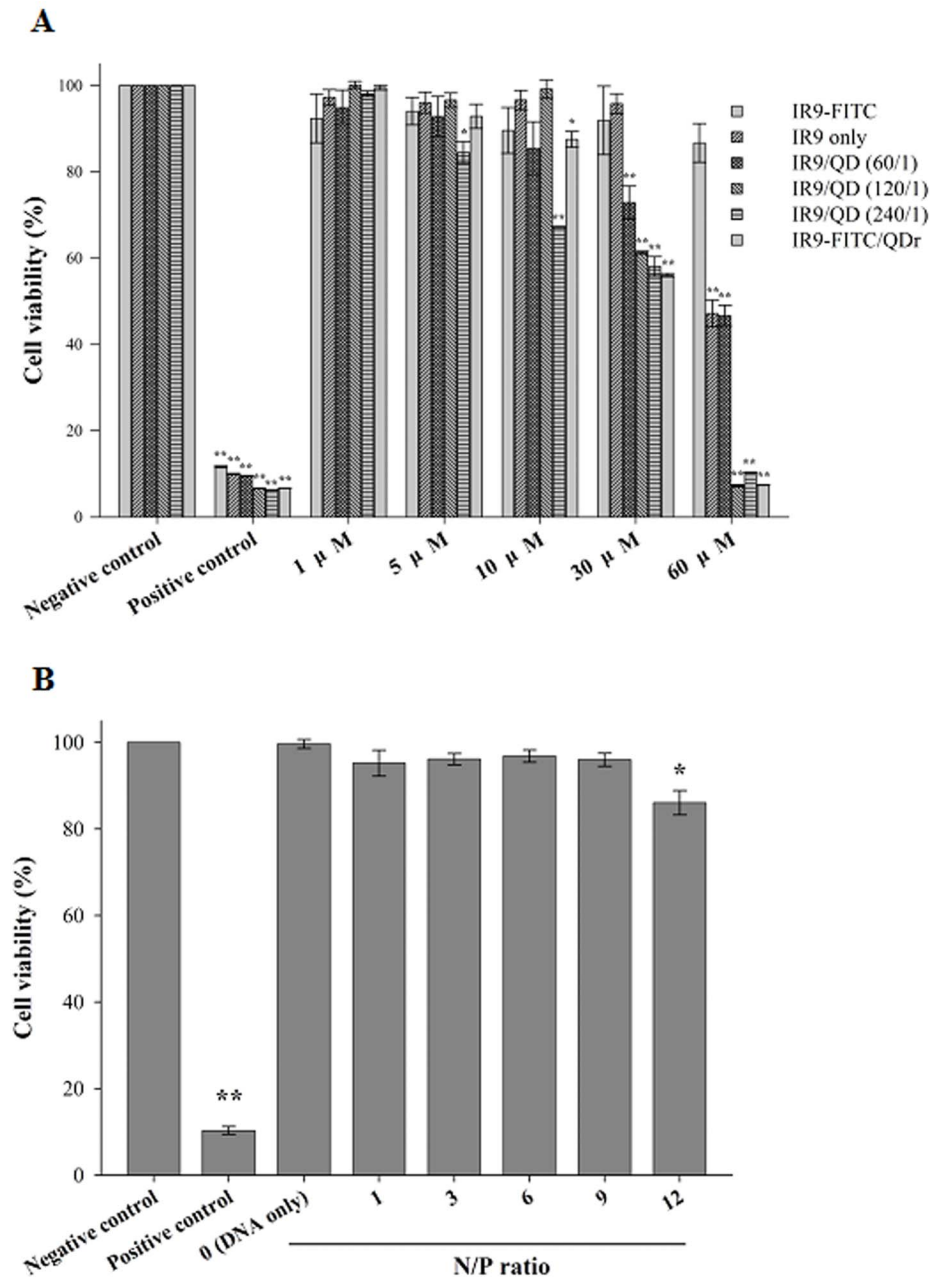 A
Cell viability (%)
100
80
60
40
20
0
IR9-FITC
IR9 only
IR9/QD (60/1)
IR9/QD (120/1)
IR9/QD (240/1)
IR9-FITC/QDr
** ** ** ** ** **
*
** *
** ** ** **
** ** ** ** **
Negative control
Positive control
1 μ M
5 μ M
10 μ M
30 μ M
60 μ M
B
Cell viability (%)
100
80
60
40
20
0
**
*
Negative control
Positive control
0 (DNA only)
1
3
6
9
12
N/P ratio